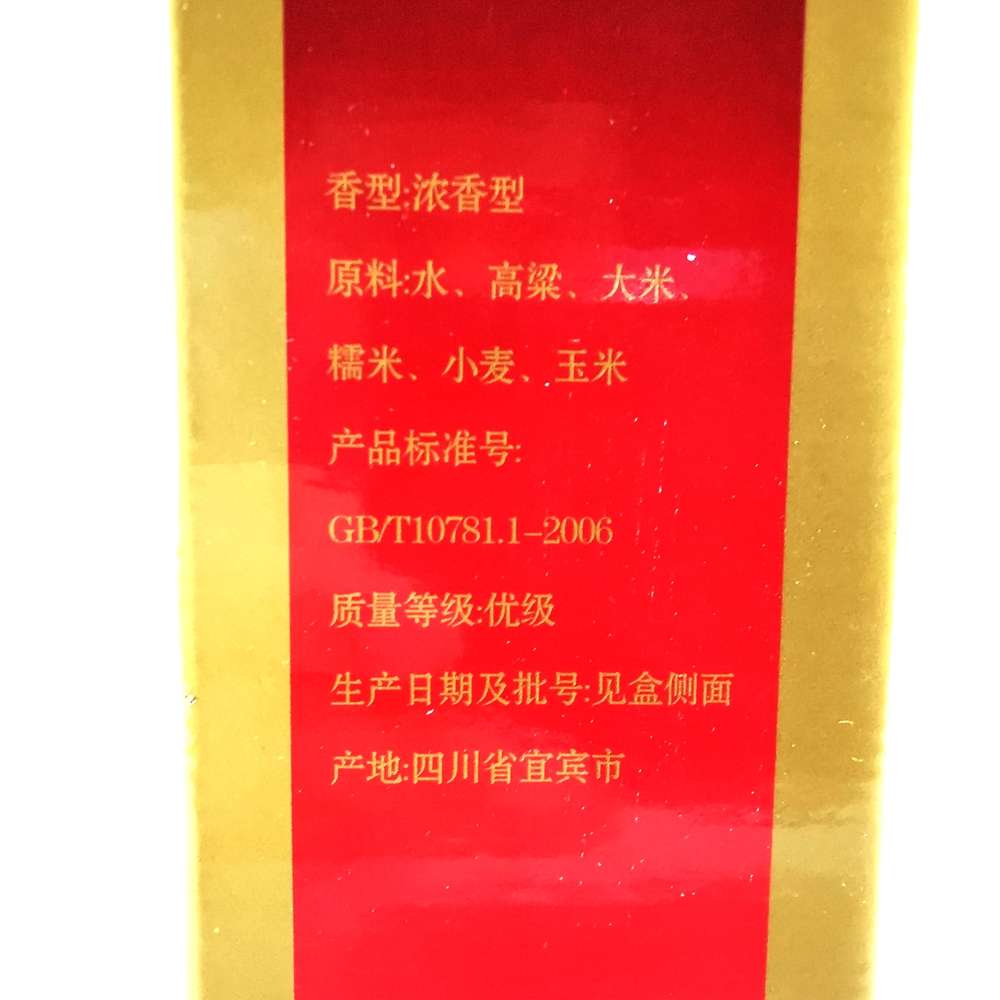 香型:浓香型
原料:水、高粱、大米、
糯米、小麦、玉米
产品标准号:
GB/T10781.1-2006
质量等级:优级
生产日期及批号:见盒侧面
产地:四川省宜宾市